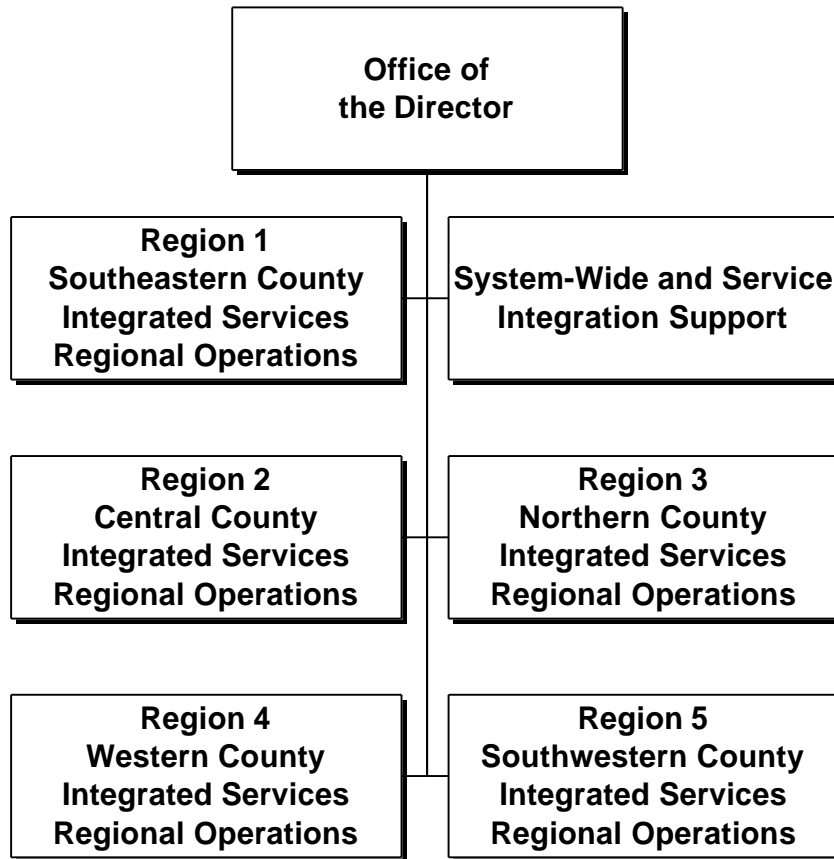 Office of
the Director
Region 1
Southeastern County
Integrated Services
Regional Operations
System-Wide and Service
Integration Support
Region 2
Central County
Integrated Services
Regional Operations
Region 3
Northern County
Integrated Services
Regional Operations
Region 4
Western County
Integrated Services
Regional Operations
Region 5
Southwestern County
Integrated Services
Regional Operations